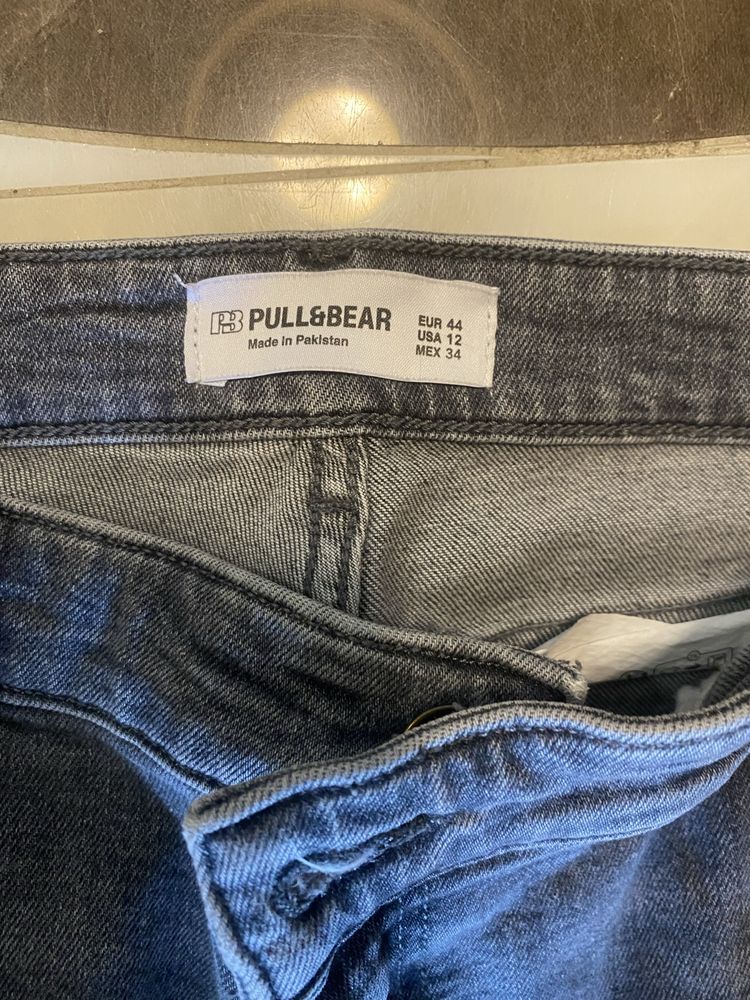 PB PULL&BEAR
Made in Pakistan
EUR 44
USA 12
MEX 34